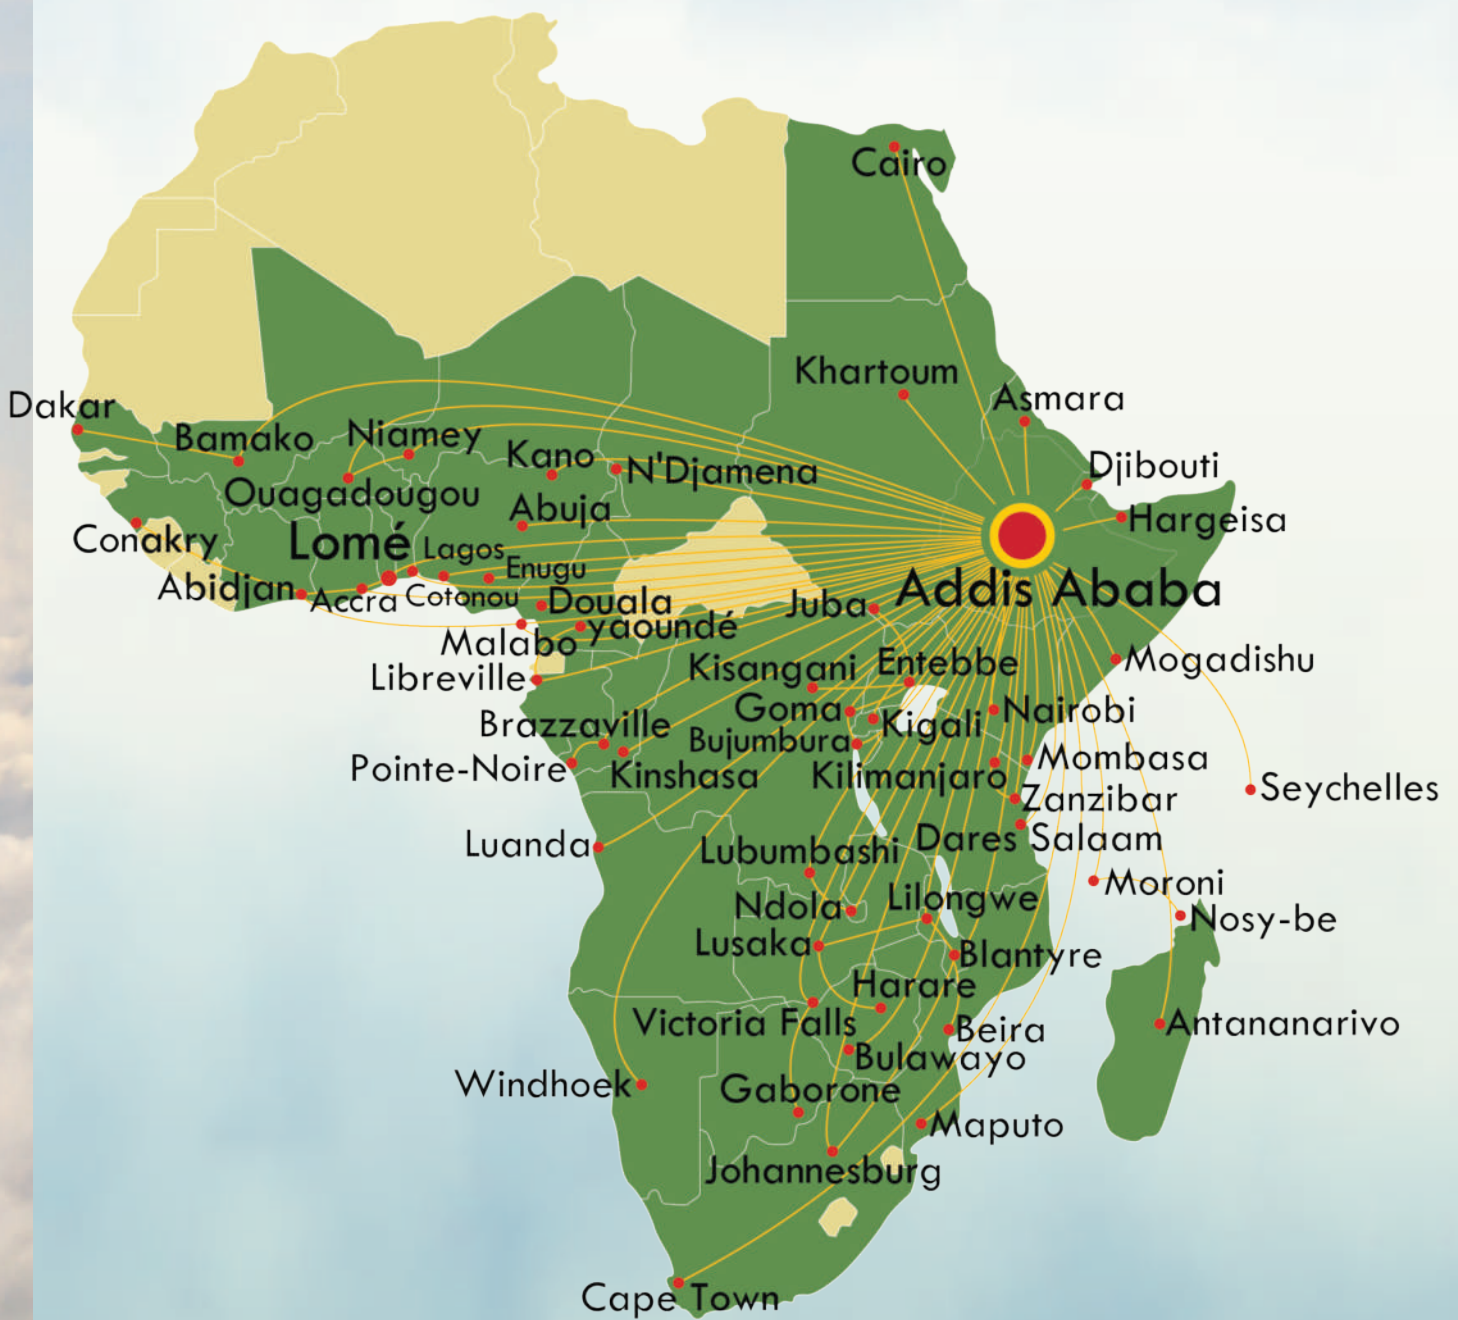 Cairo
Khartoum
Asmara
Dakar
Bamako
Niamey
Kano
N'Djamena
Djibouti
Ouagadougou
Abuja
Hargeisa
Conakry
Lomé
Lagos
Enugu
Abidjan
Accra
Cotonou
Douala
Juba
Addis Ababa
Malabo
yaoundé
Libreville
Kisangani
Entebbe
Mogadishu
Goma
Kigali
Nairobi
Brazzaville
Bujumbura
Pointe-Noire
Kinshasa
Kilimanjaro
Mombasa
Seychelles
Zanzibar
Luanda
Lubumbashi
Dares Salaam
Moroni
Ndola
Lilongwe
Nosy-be
Lusaka
Blantyre
Harare
Victoria Falls
Beira
Antananarivo
Bulawayo
Windhoek
Gaborone
Maputo
Johannesburg
Cape Town